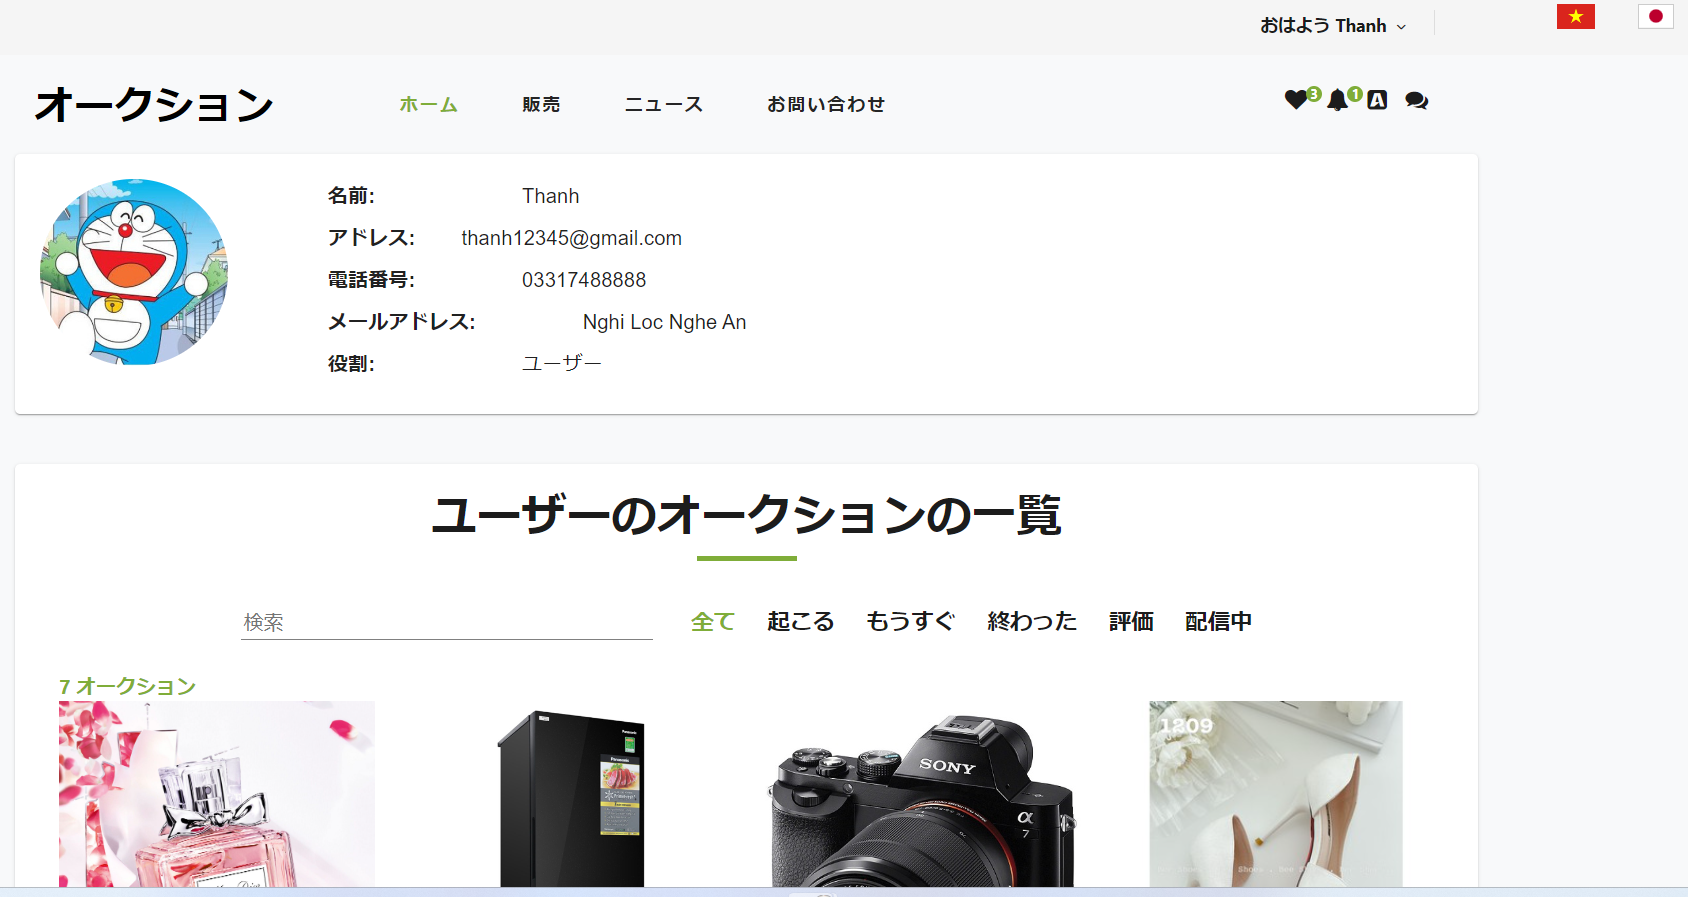 おはよう Thanh
オークション
ホーム 販売 ニュース お問い合わせ
3 1 A
名前: Thanh
アドレス: thanh12345@gmail.com
電話番号: 03317488888
メールアドレス: Nghi Loc Nghe An
役割: ユーザー
ユーザーのオークションの一覧
検索 全て 起こる もうすぐ 終わった 評価 配信中
7 オークション
Panasonic
Panasonic
SONY
α
7
1209